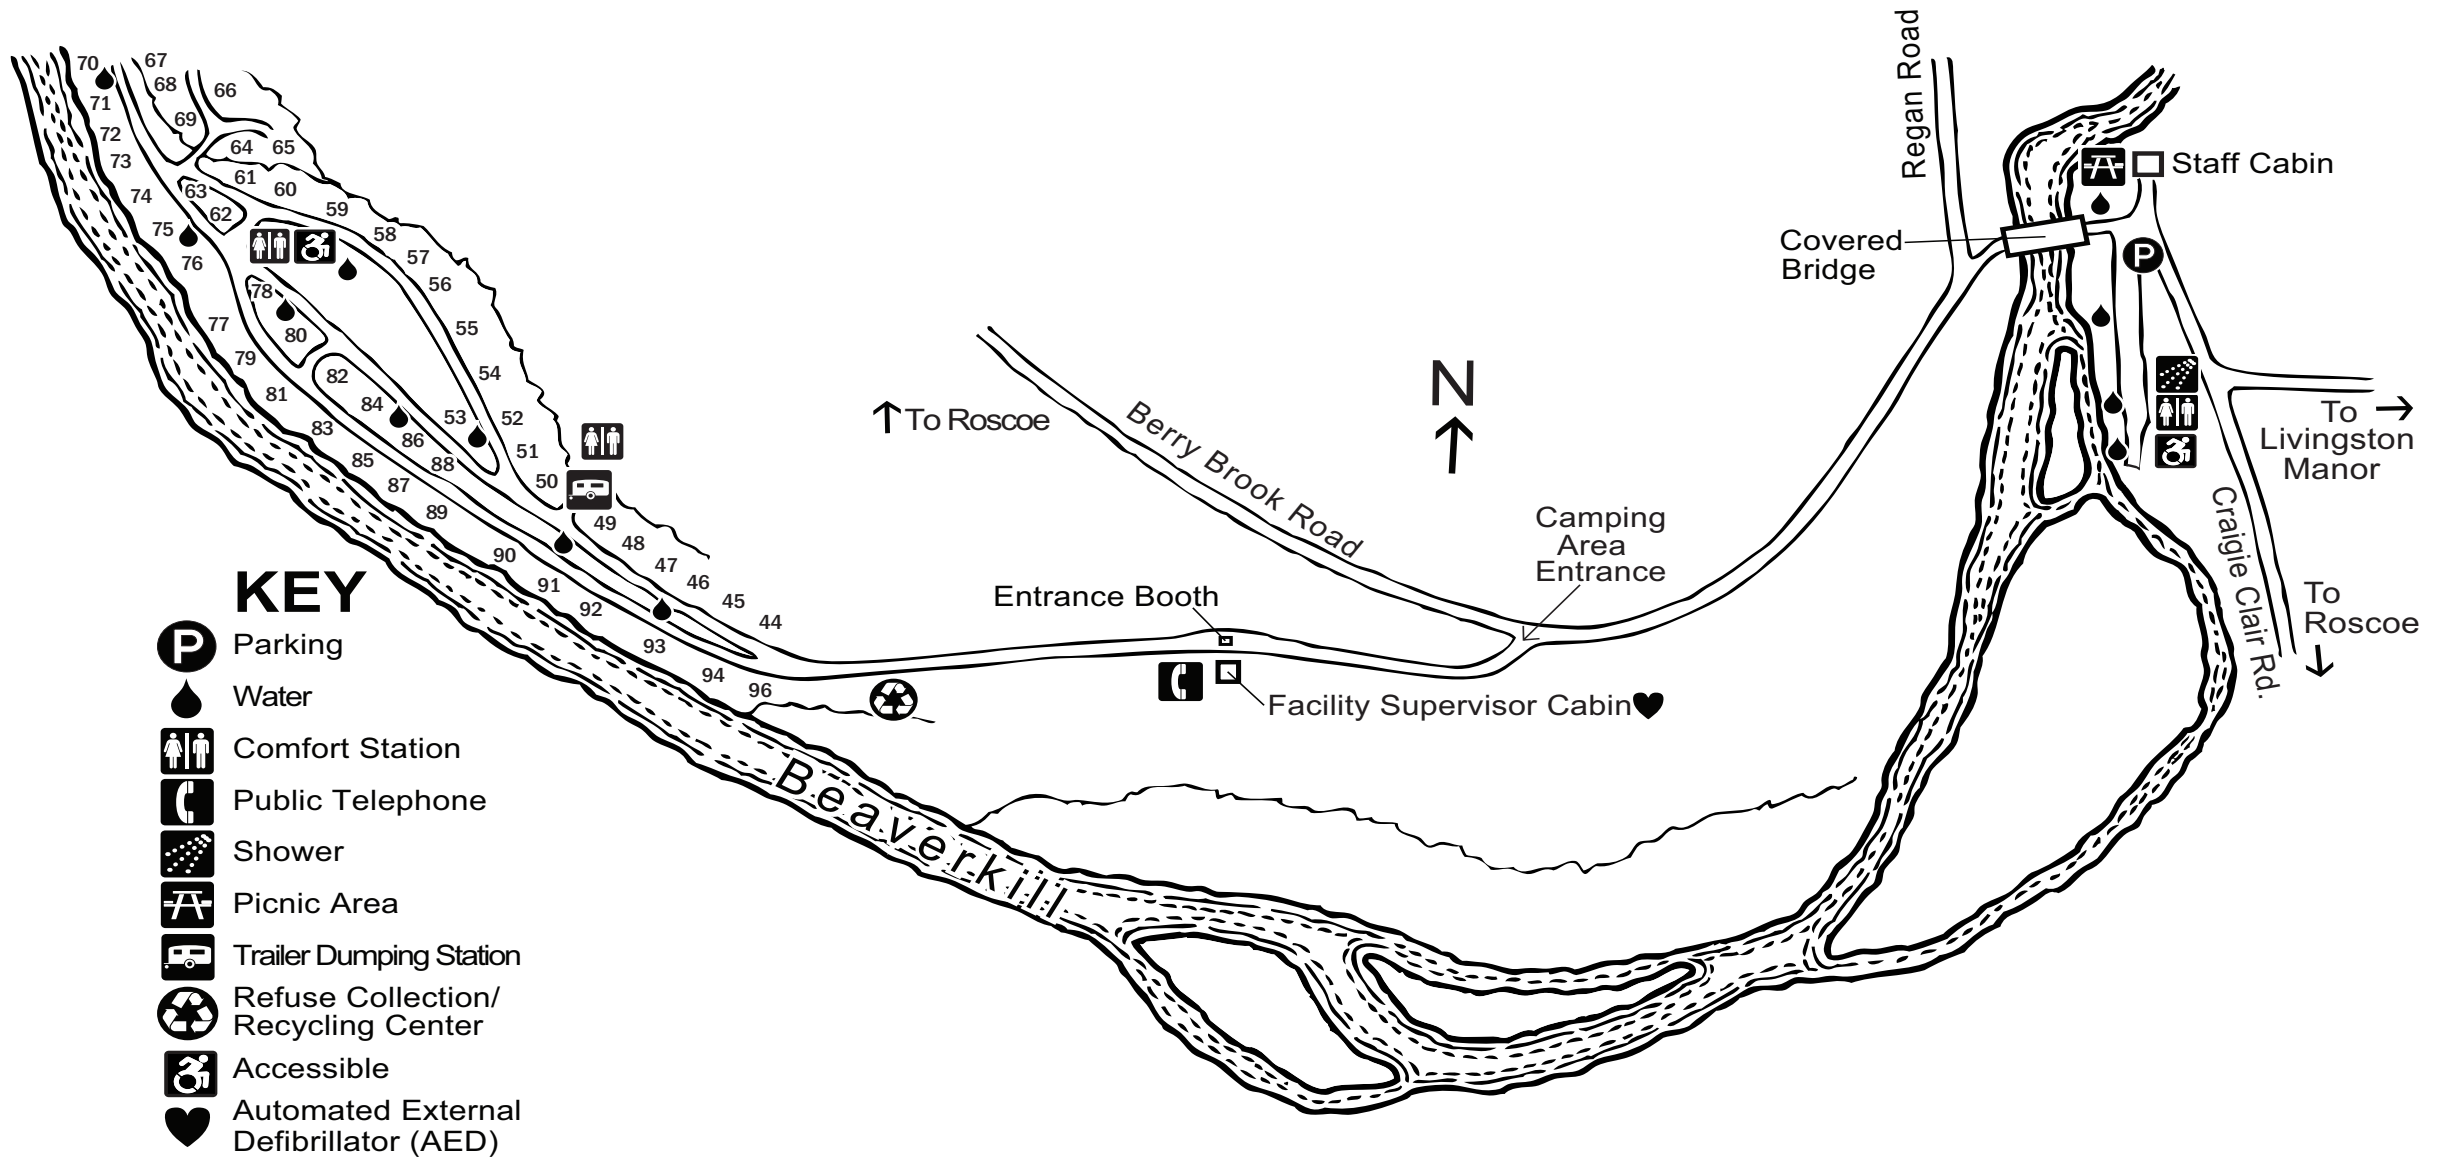 70
67
68
66
71
69
72
64
65
73
61
60
63
74
59
62
75
58
57
76
56
78
77
55
80
79
54
82
81
84
53
52
83
86
51
85
88
50
87
89
49
48
90
47
91
46
92
45
44
93
94
96
Regan Road
Staff Cabin
Covered
Bridge
P
To Roscoe
Berry Brook Road
N
To
Livingston
Manor
Camping
Area
Entrance
Entrance Booth
Craigie Clair Rd.
To
Roscoe
Facility Supervisor Cabin
Beaverkill
KEY
P Parking
Water
Comfort Station
Public Telephone
Shower
Picnic Area
Trailer Dumping Station
Refuse Collection/
Recycling Center
Accessible
Automated External
Defibrillator (AED)